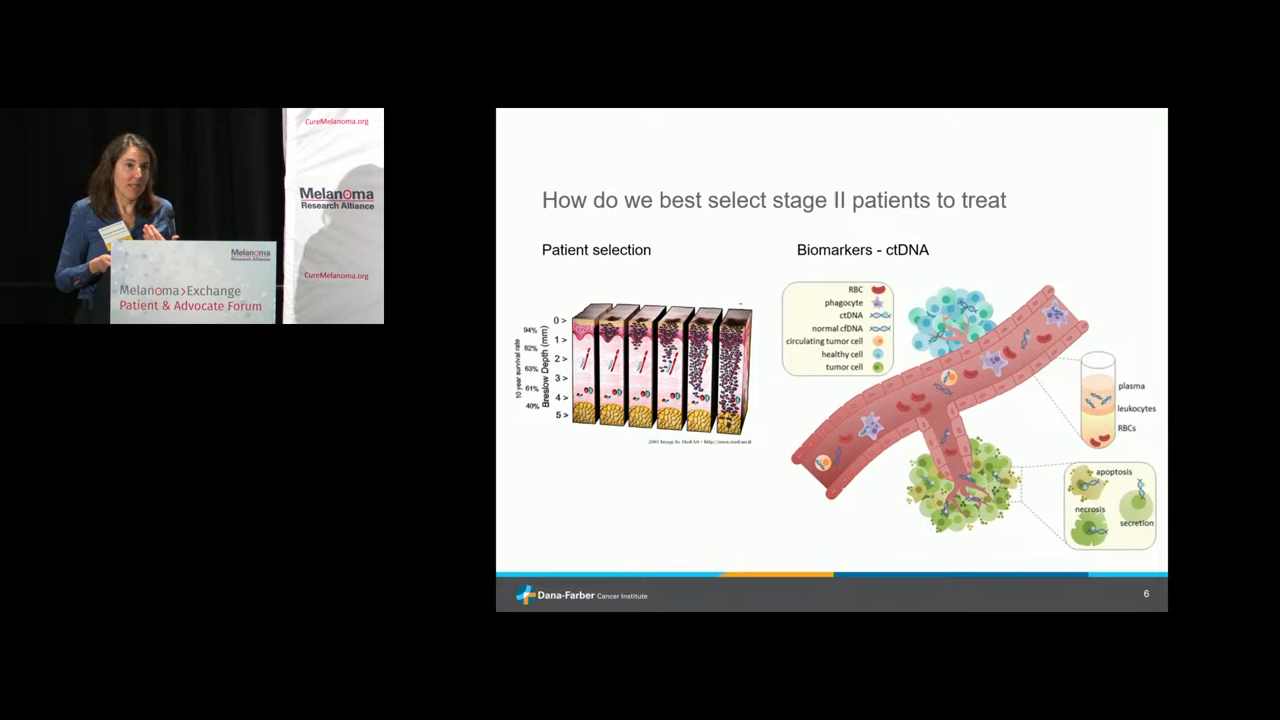 CureMelanoma.org
Melanoma
Research Alliance
CureMelanoma.org
Melanoma
Research Alliance
Melanoma>Exchange
Patient & Advocate Forum
How do we best select stage II patients to treat
Patient selection
Biomarkers - ctDNA
10 year survival rate
94%
82%
63%
61%
40%
Breslow Depth (mm)
0 >
1 >
2 >
3 >
4 >
5 >
RBC
phagocyte
ctDNA
normal cfDNA
circulating tumor cell
healthy cell
tumor cell
plasma
leukocytes
RBCs
apoptosis
necrosis
secretion
Dana-Farber Cancer Institute
6